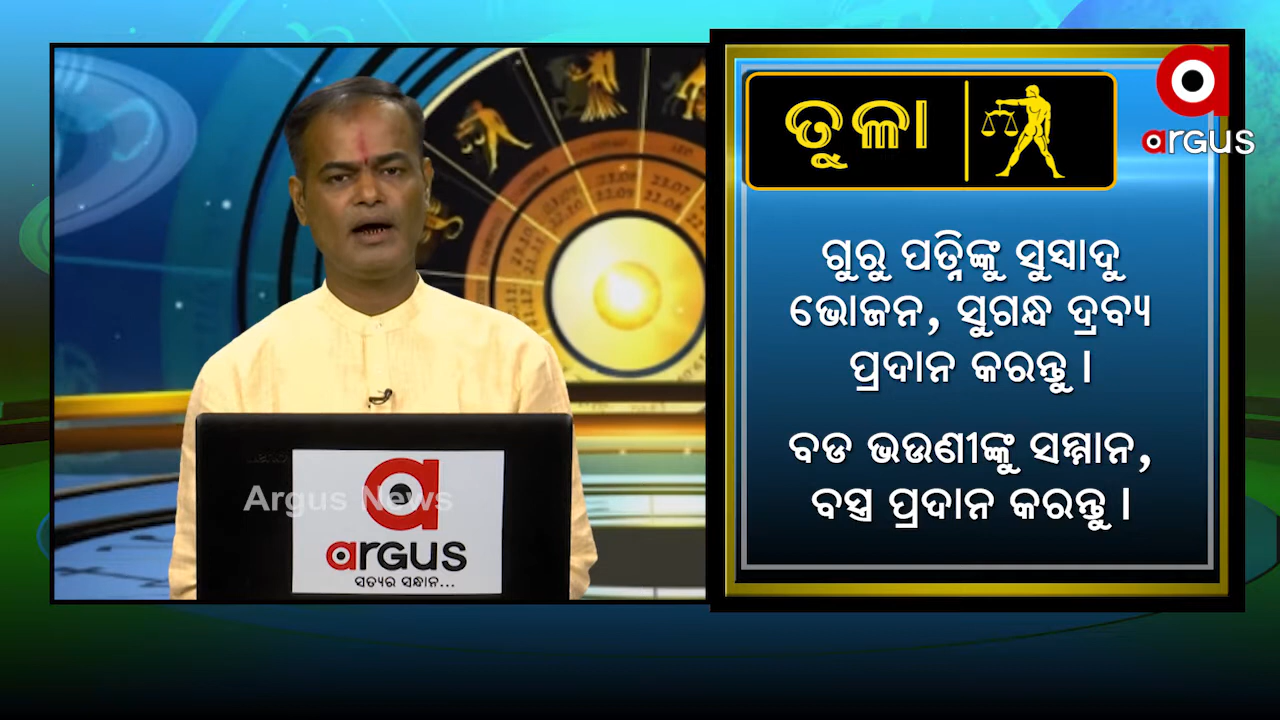 ତୁଳା
argus
ଗୁରୁ ପତ୍ନିଙ୍କୁ ସୁସ୍ୱାଦୁ
ଭୋଜନ, ସୁଗନ୍ଧ ଦ୍ରବ୍ୟ
ପ୍ରଦାନ କରନ୍ତୁ ।
ବଡ ଭଉଣୀଙ୍କୁ ସମ୍ମାନ,
ବସ୍ତ୍ର ପ୍ରଦାନ କରନ୍ତୁ ।
Argus News
argus
ସତ୍ୟର ସନ୍ଧାନ...